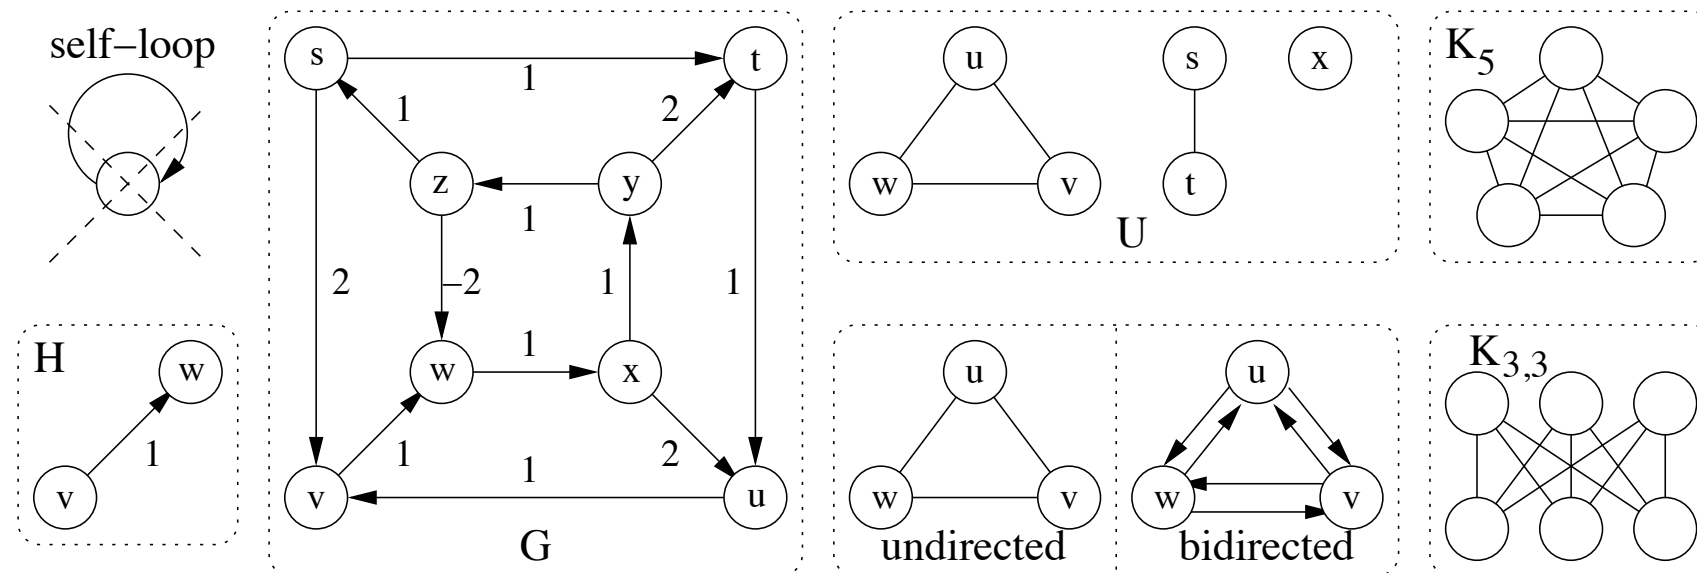 self–loop
H
w
1
v
s
1
t
1
2
z
y
1
2
–2
1
1
w
1
x
1
2
v
1
u
G
u
s
x
w
v
t
U
u
w
v
undirected
u
w
v
bidirected
K5
K3,3